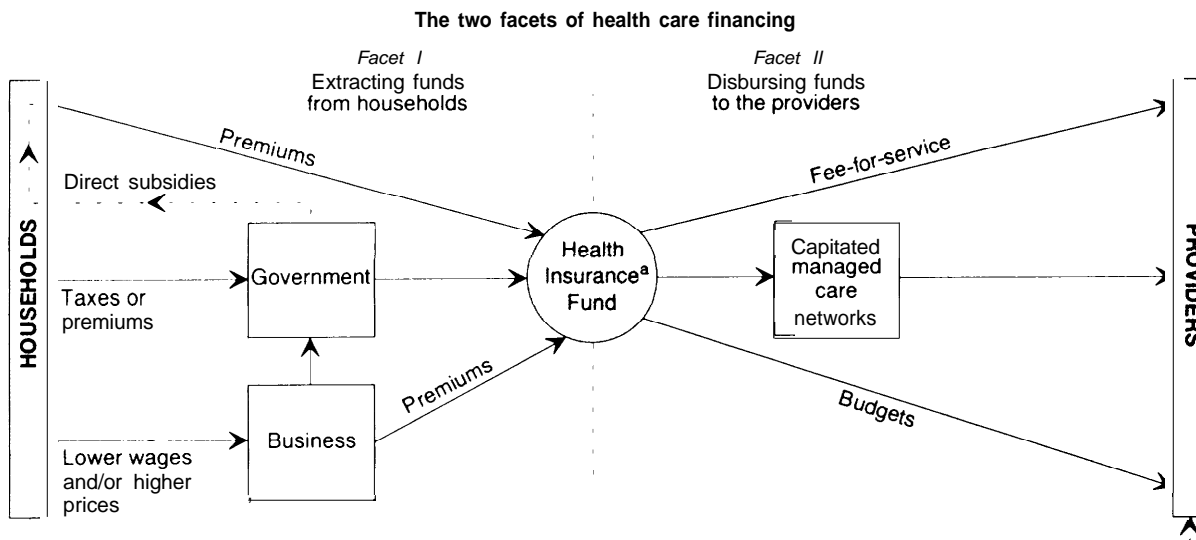 The two facets of health care financing
Facet I
Extracting funds
from households
Facet II
Disbursing funds
to the providers
HOUSEHOLDS
Premiums
Direct subsidies
Government
Taxes or
premiums
Business
Premiums
Lower wages
and/or higher
prices
Health
Insurancea
Fund
Fee-for-service
Capitated
managed
care
networks
Budgets
PROVIDERS